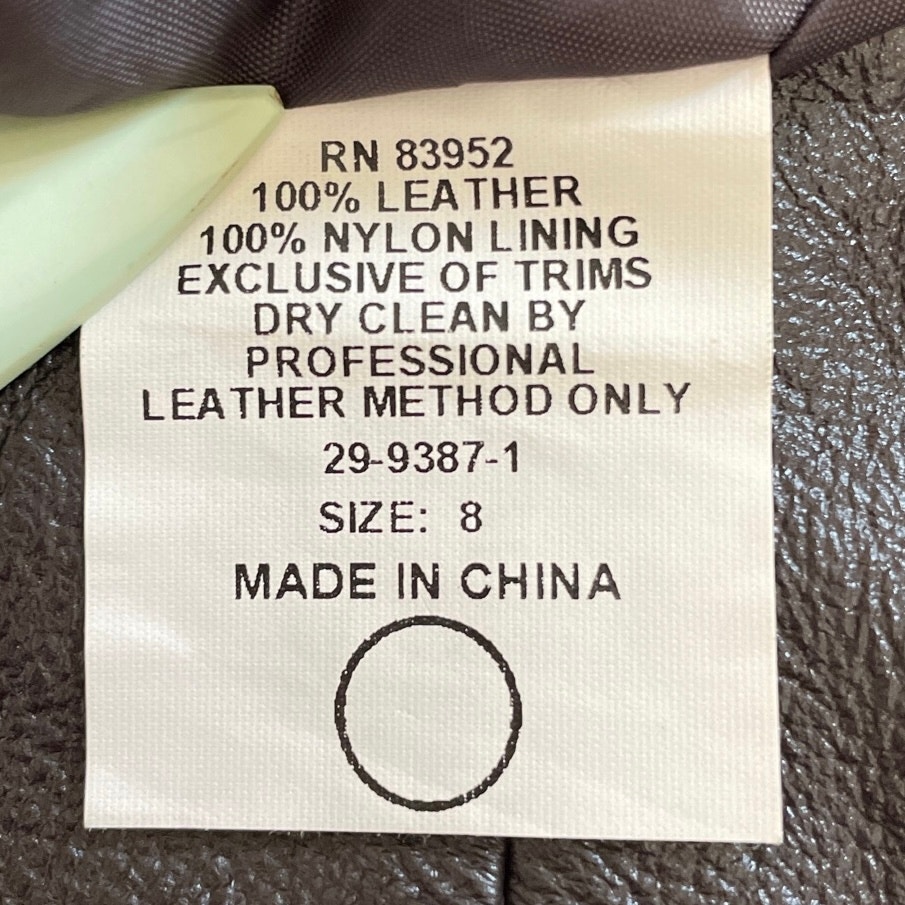 RN 83952
100% LEATHER
100% NYLON LINING
EXCLUSIVE OF TRIMS
DRY CLEAN BY
PROFESSIONAL
LEATHER METHOD ONLY
29-9387-1
SIZE: 8
MADE IN CHINA